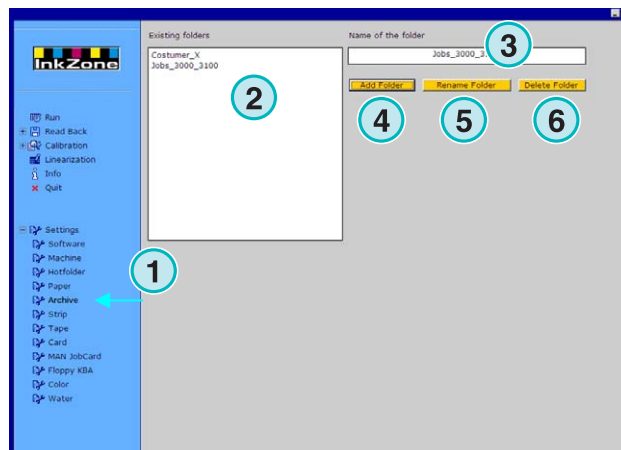 InkZone
Run
Read Back
Calibration
Linearization
Info
Quit
Settings
Software
Machine
Hotfolder
Paper
Archive
Strip
Tape
Card
MAN JobCard
Floppy KBA
Color
Water
1
Existing folders
Costumer_X
Jobs_3000_3100
2
Name of the folder
Jobs_3000_3
3
Add Folder Rename Folder Delete Folder
4 5 6